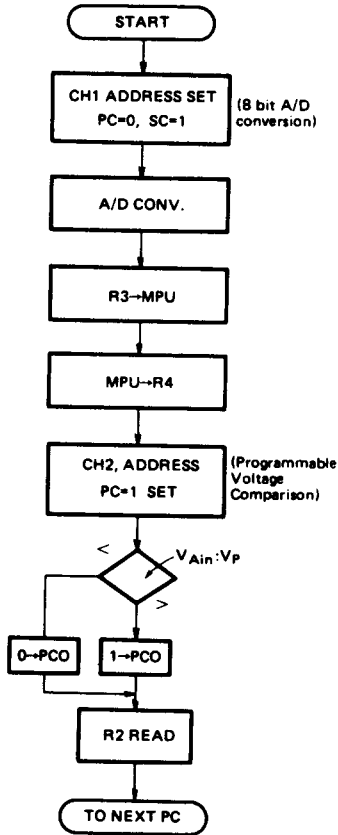 START
CH1 ADDRESS SET
PC=0, SC=1
(8 bit A/D
conversion)
A/D CONV.
R3→MPU
MPU→R4
CH2, ADDRESS
PC=1 SET
(Programmable
Voltage
Comparison)
<
VAin:VP
>
0→PCO
1→PCO
R2 READ
TO NEXT PC